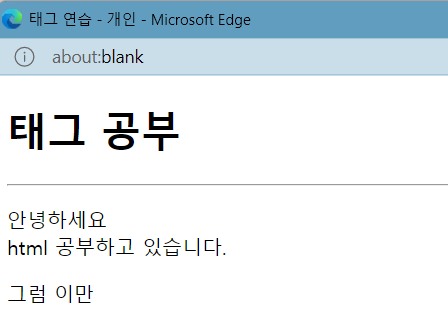 태그 연습 - 개인 - Microsoft Edge
about:blank
태그 공부
안녕하세요
html 공부하고 있습니다.
그럼 이만